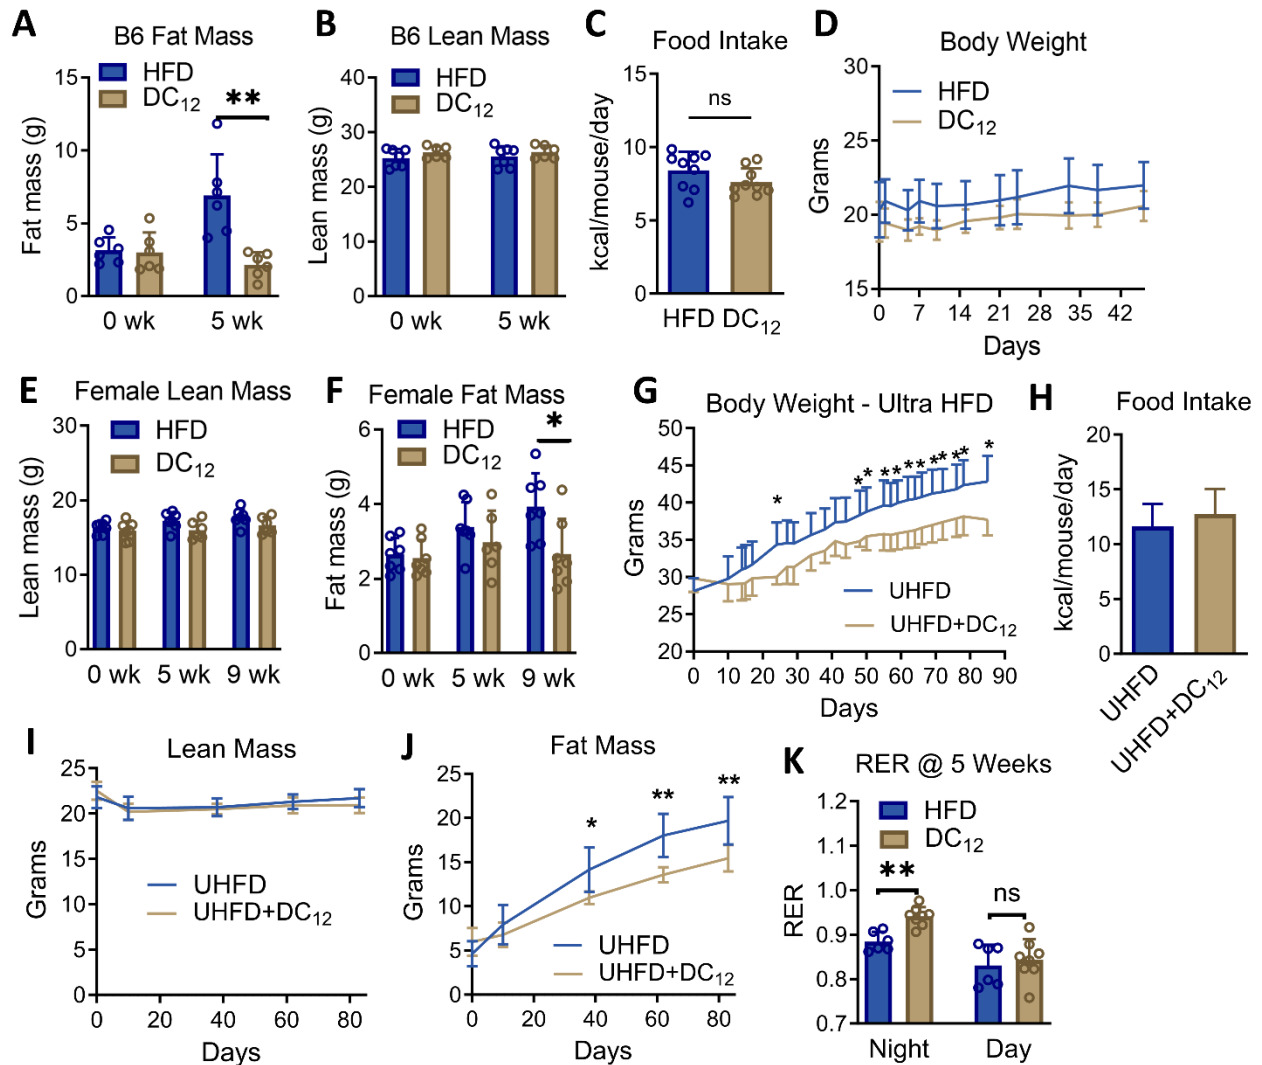 A
B6 Fat Mass
HFD
DC12
**
Fat mass (g)
15
10
5
0
0 wk
5 wk
B
B6 Lean Mass
HFD
DC12
Lean mass (g)
40
30
20
10
0
0 wk
5 wk
C
Food Intake
ns
kcal/mouse/day
15
10
5
0
HFD DC12
D
Body Weight
HFD
DC12
Grams
30
25
20
15
0 7 14 21 28 35 42
Days
E
Female Lean Mass
HFD
DC12
Lean mass (g)
30
20
10
0
0 wk 5 wk 9 wk
F
Female Fat Mass
HFD
DC12
*
Fat mass (g)
6
4
2
0
0 wk 5 wk 9 wk
G
Body Weight - Ultra HFD
* ** ** ** ** ** *
Grams
50
45
40
35
30
25
20
UHFD
UHFD+DC12
0 10 20 30 40 50 60 70 80 90
Days
H
Food Intake
kcal/mouse/day
20
15
10
5
0
UHFD
UHFD+DC12
I
Lean Mass
Grams
25
20
15
10
5
0
UHFD
UHFD+DC12
0 20 40 60 80
Days
J
Fat Mass
* ** **
Grams
25
20
15
10
5
0
UHFD
UHFD+DC12
0 20 40 60 80
Days
K
RER @ 5 Weeks
HFD
DC12
**
ns
RER
1.2
1.1
1.0
0.9
0.8
0.7
Night Day